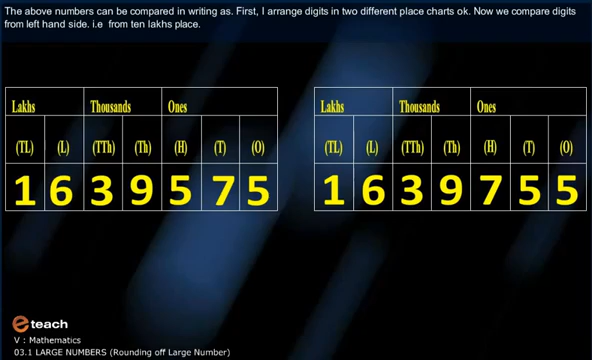 The above numbers can be compared in writing as. First, I arrange digits in two different place charts ok. Now we compare digits
from left hand side. i.e from ten lakhs place.
Lakhs Thousands Ones
(TL) (L) (TTh) (Th) (H) (T) (O)
1 6 3 9 5 7 5
Lakhs Thousands Ones
(TL) (L) (TTh) (Th) (H) (T) (O)
1 6 3 9 7 5 5
e teach
V : Mathematics
03.1 LARGE NUMBERS (Rounding off Large Number)